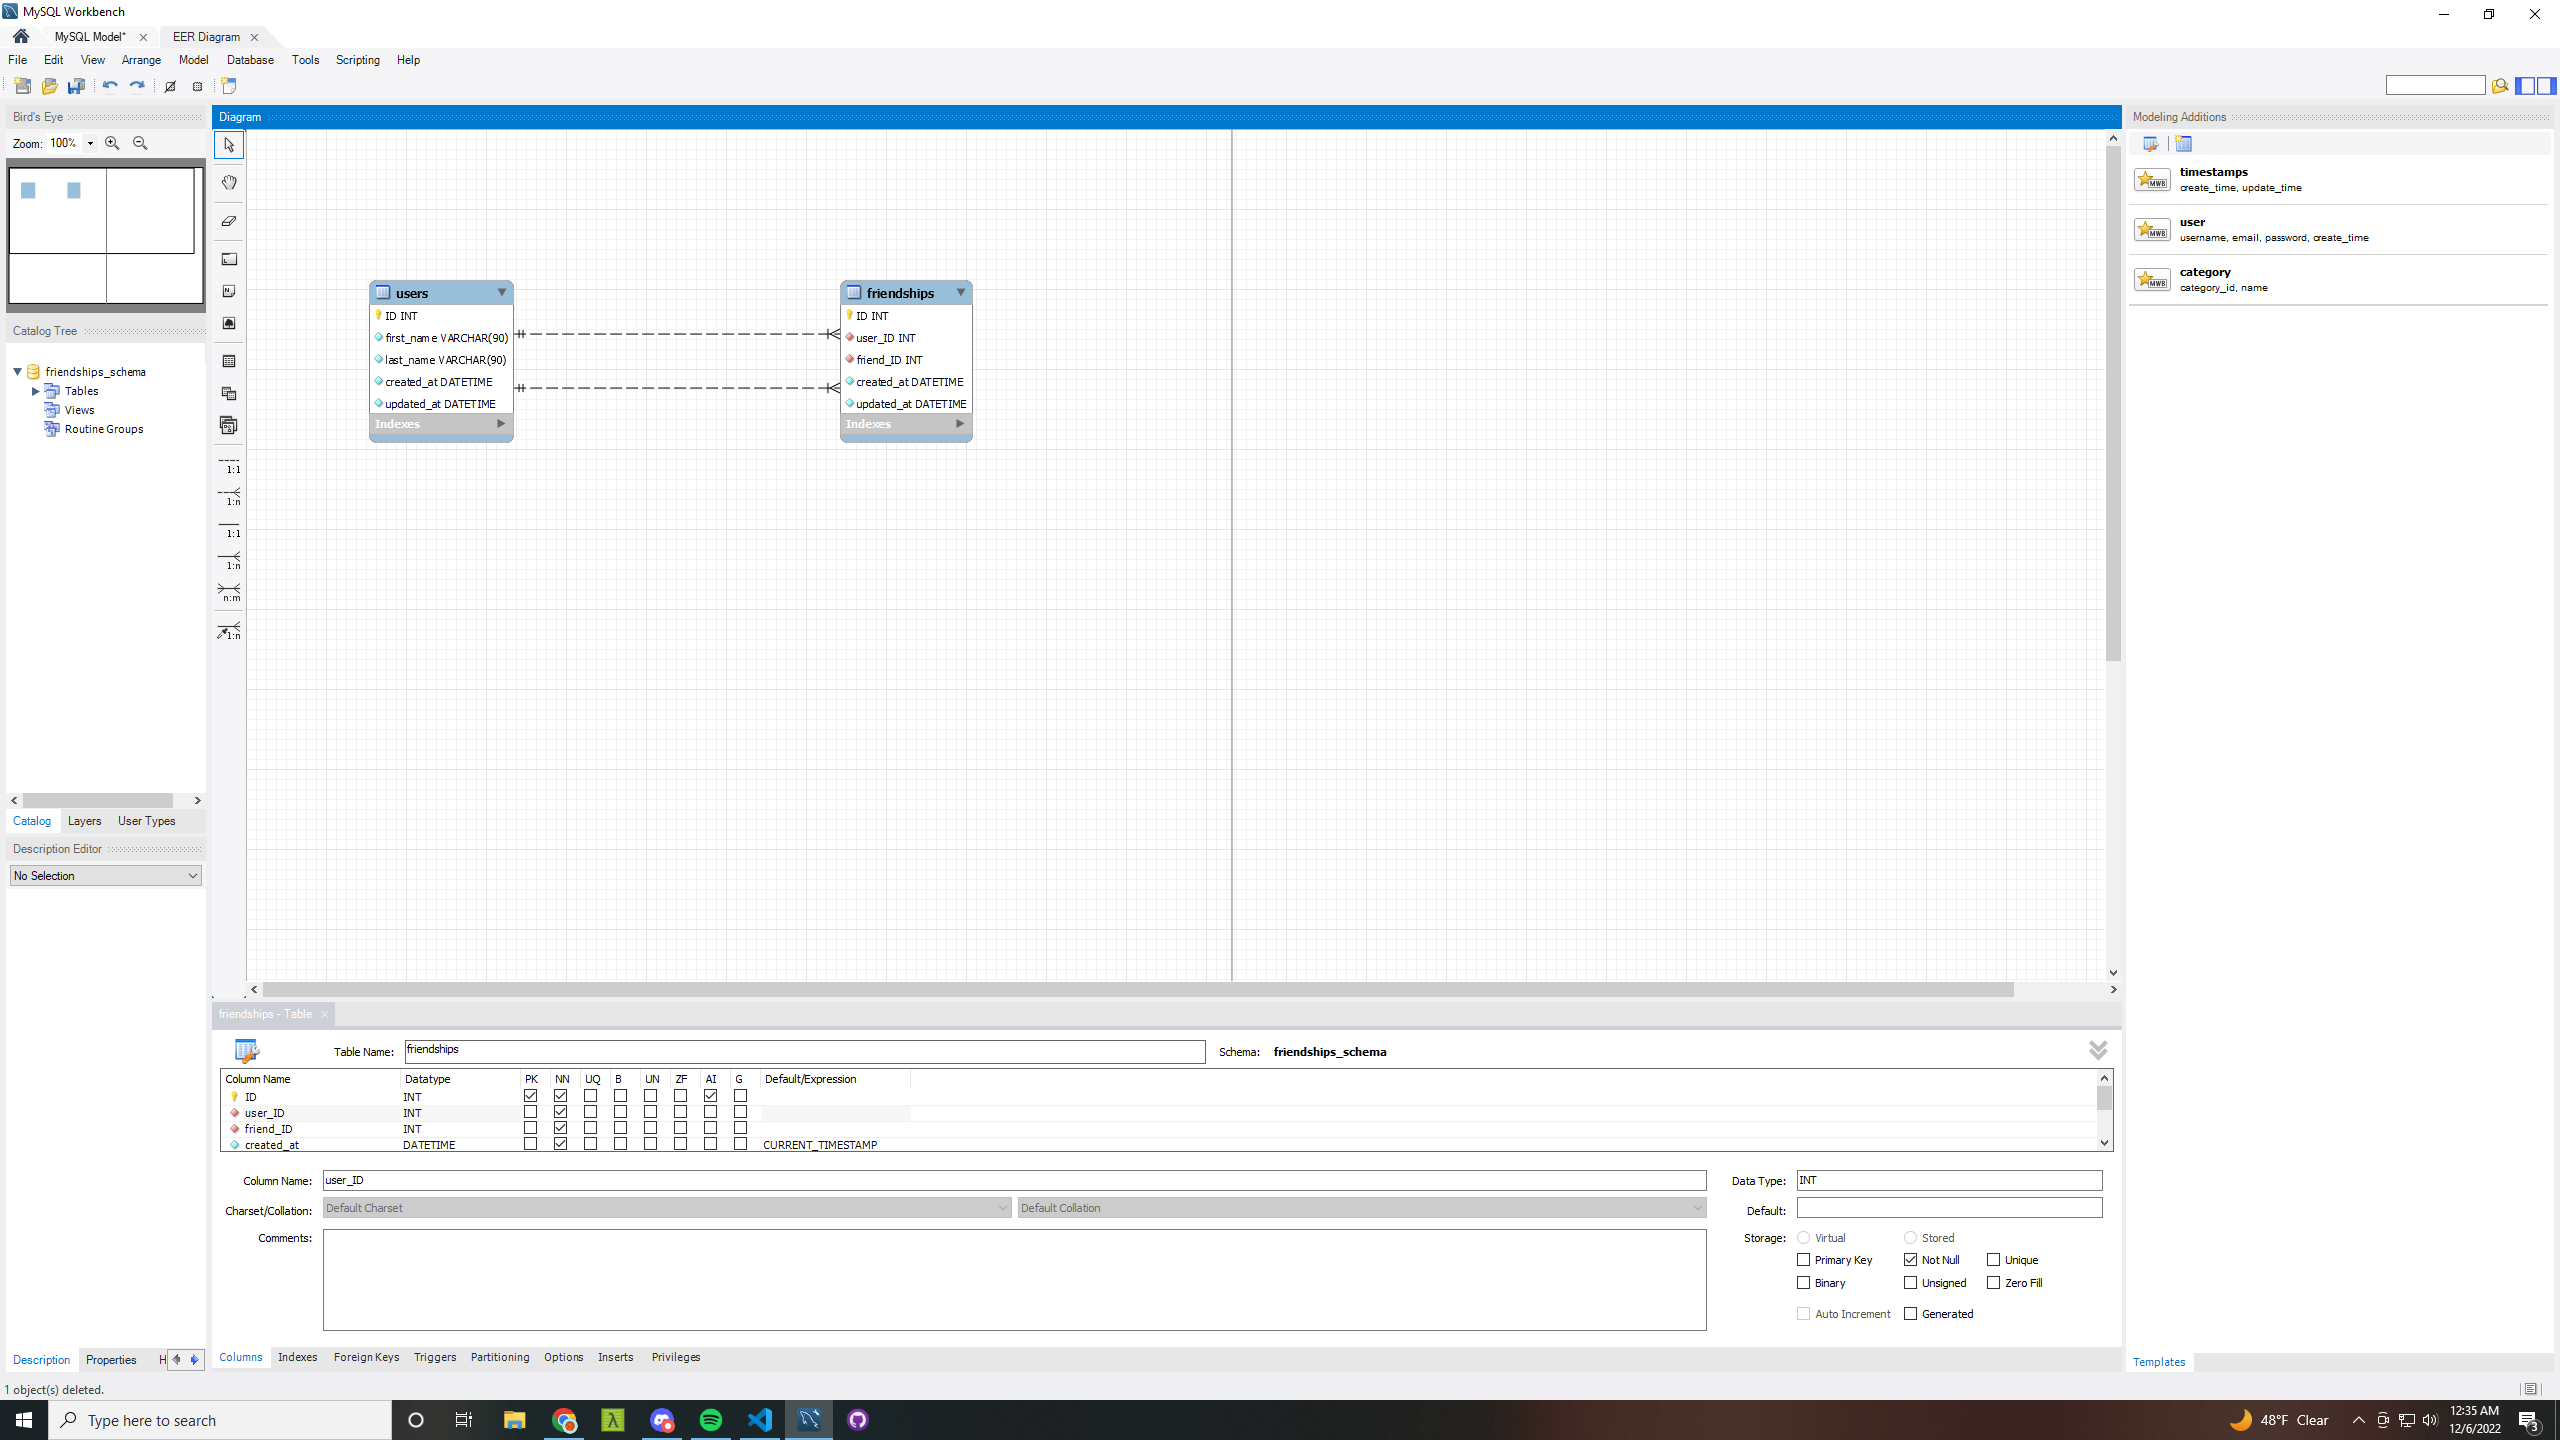 MySQL Workbench
MySQL Model*
EER Diagram
File Edit View Arrange Model Database Tools Scripting Help
Bird's Eye
Zoom: 100%
Catalog Tree
friendships_schema
Tables
Views
Routine Groups
Catalog Layers User Types
Description Editor
No Selection
Description Properties H
Diagram
1:1
1:n
1:1
1:n
n:m
1:n
users
ID INT
first_name VARCHAR(90)
last_name VARCHAR(90)
created_at DATETIME
updated_at DATETIME
Indexes
friendships
ID INT
user_ID INT
friend_ID INT
created_at DATETIME
updated_at DATETIME
Indexes
Modeling Additions
MWB
timestamps
create_time, update_time
MWB
user
username, email, password, create_time
MWB
category
category_id, name
Templates
friendships - Table
Table Name: friendships Schema: friendships_schema
Column Name Datatype PK NN UQ B UN ZF AI G Default/Expression
ID INT
user_ID INT
friend_ID INT
created_at DATETIME CURRENT_TIMESTAMP
Column Name: user_ID Data Type: INT
Charset/Collation: Default Charset Default Collation Default:
Comments: Storage: Virtual Stored
Primary Key Not Null Unique
Binary Unsigned Zero Fill
Auto Increment Generated
Columns Indexes Foreign Keys Triggers Partitioning Options Inserts Privileges
1 object(s) deleted.
Type here to search
48°F Clear
12:35 AM
12/6/2022
3